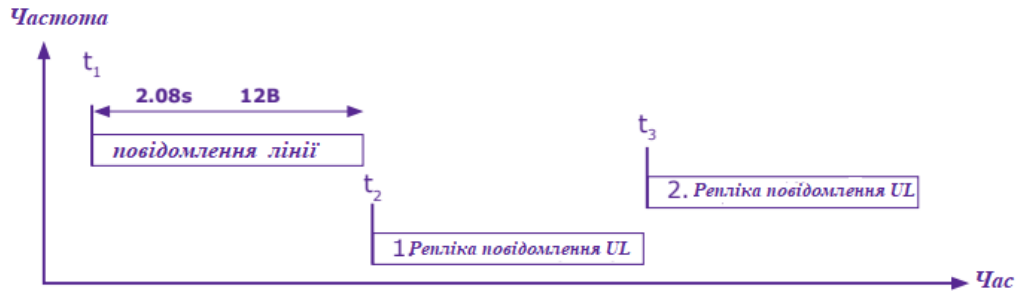 Частота
t1
2.08s 12B
повідомлення лінії
t3
t2
2. Репліка повідомлення UL
1.Репліка повідомлення UL
Час